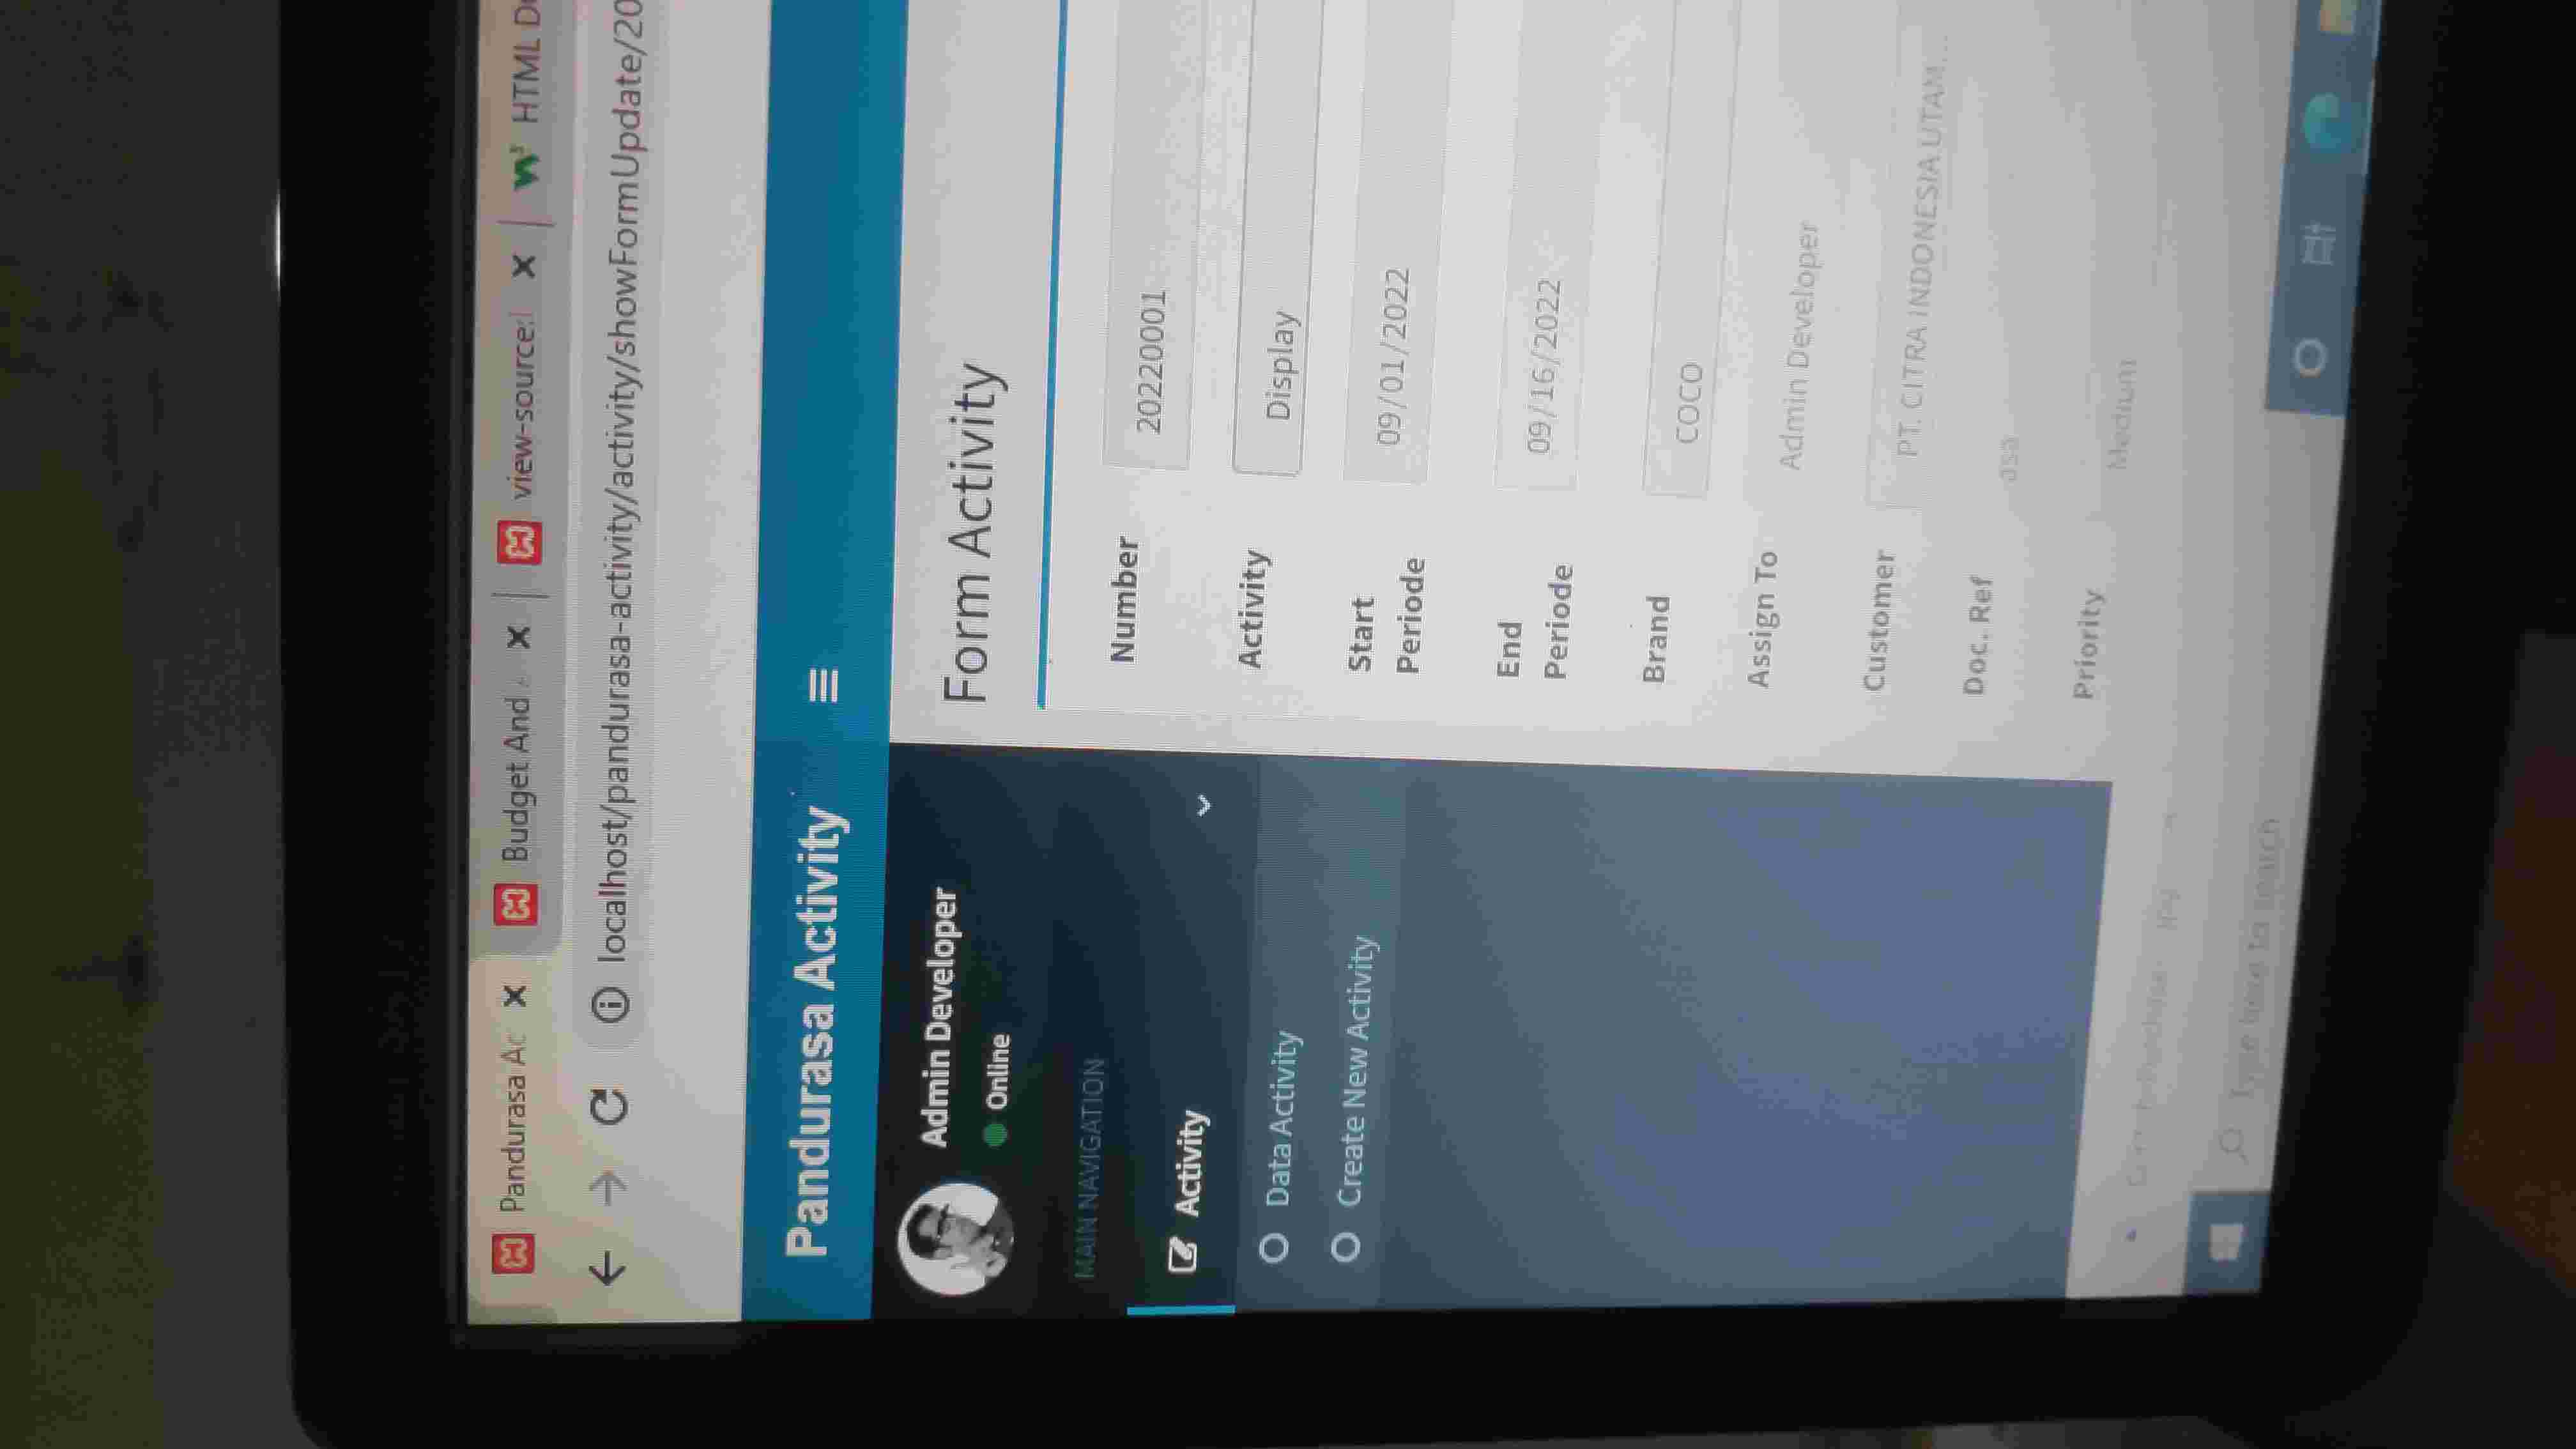 Pandurasa Ac
Budget And
view-source:l
HTML De
localhost/pandurasa-activity/activity/activity/showFormUpdate/20
Pandurasa Activity
Admin Developer
Online
MAIN NAVIGATION
Activity
Data Activity
Create New Activity
Form Activity
Number 20220001
Activity Display
Start Periode 09/01/2022
End Periode 09/16/2022
Brand COCO
Assign To Admin Developer
Customer PT. CITRA INDONESIA UTAM...
Doc. Ref asa
Priority Medium
Type here to search